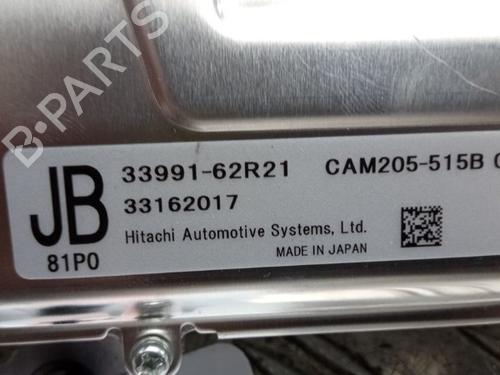 B-PARTS
33991-62R21 CAM205-515B
JB 33162017
81P0 Hitachi Automotive Systems, Ltd.
MADE IN JAPAN